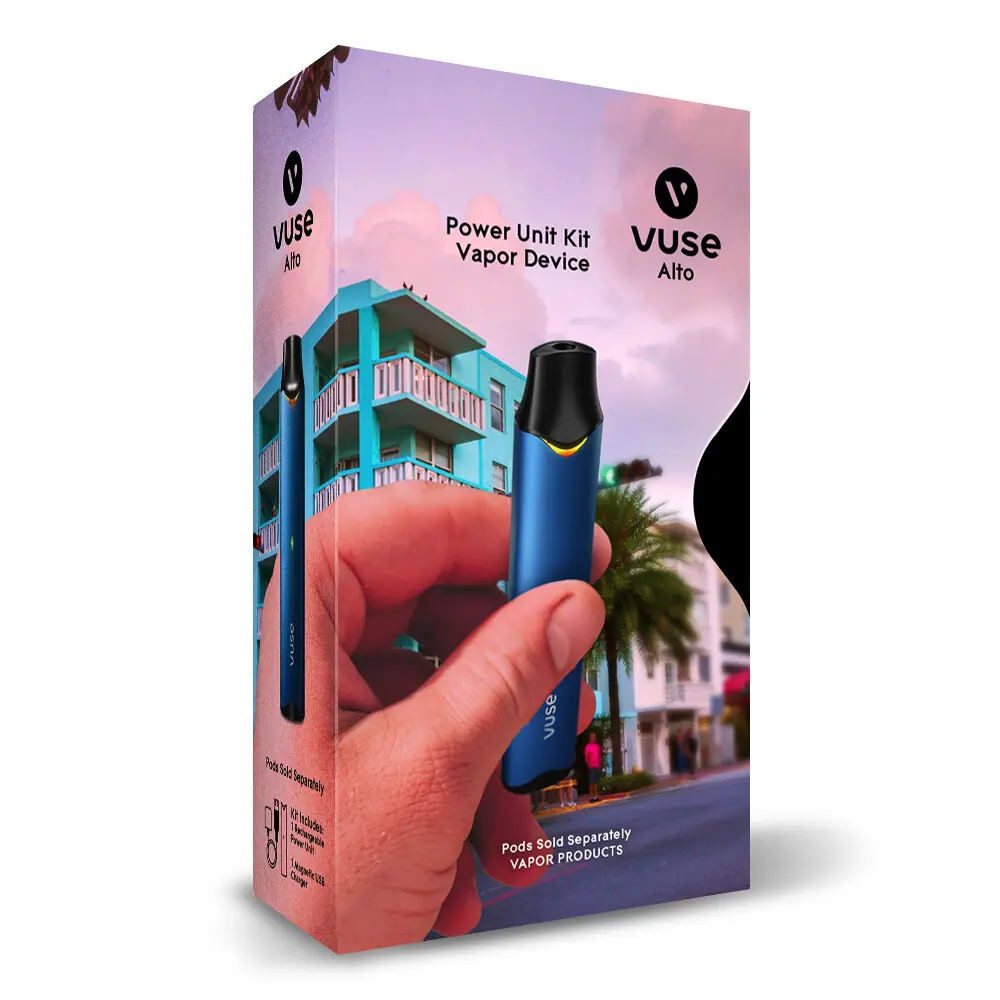 vuse
Alto
vuse
Pods Sold Separately
Kit Includes:
1 Rechargeable
Power Unit
1 Magnetic USB
Charger
Power Unit Kit
Vapor Device
vuse
Alto
vuse
Pods Sold Separately
VAPOR PRODUCTS